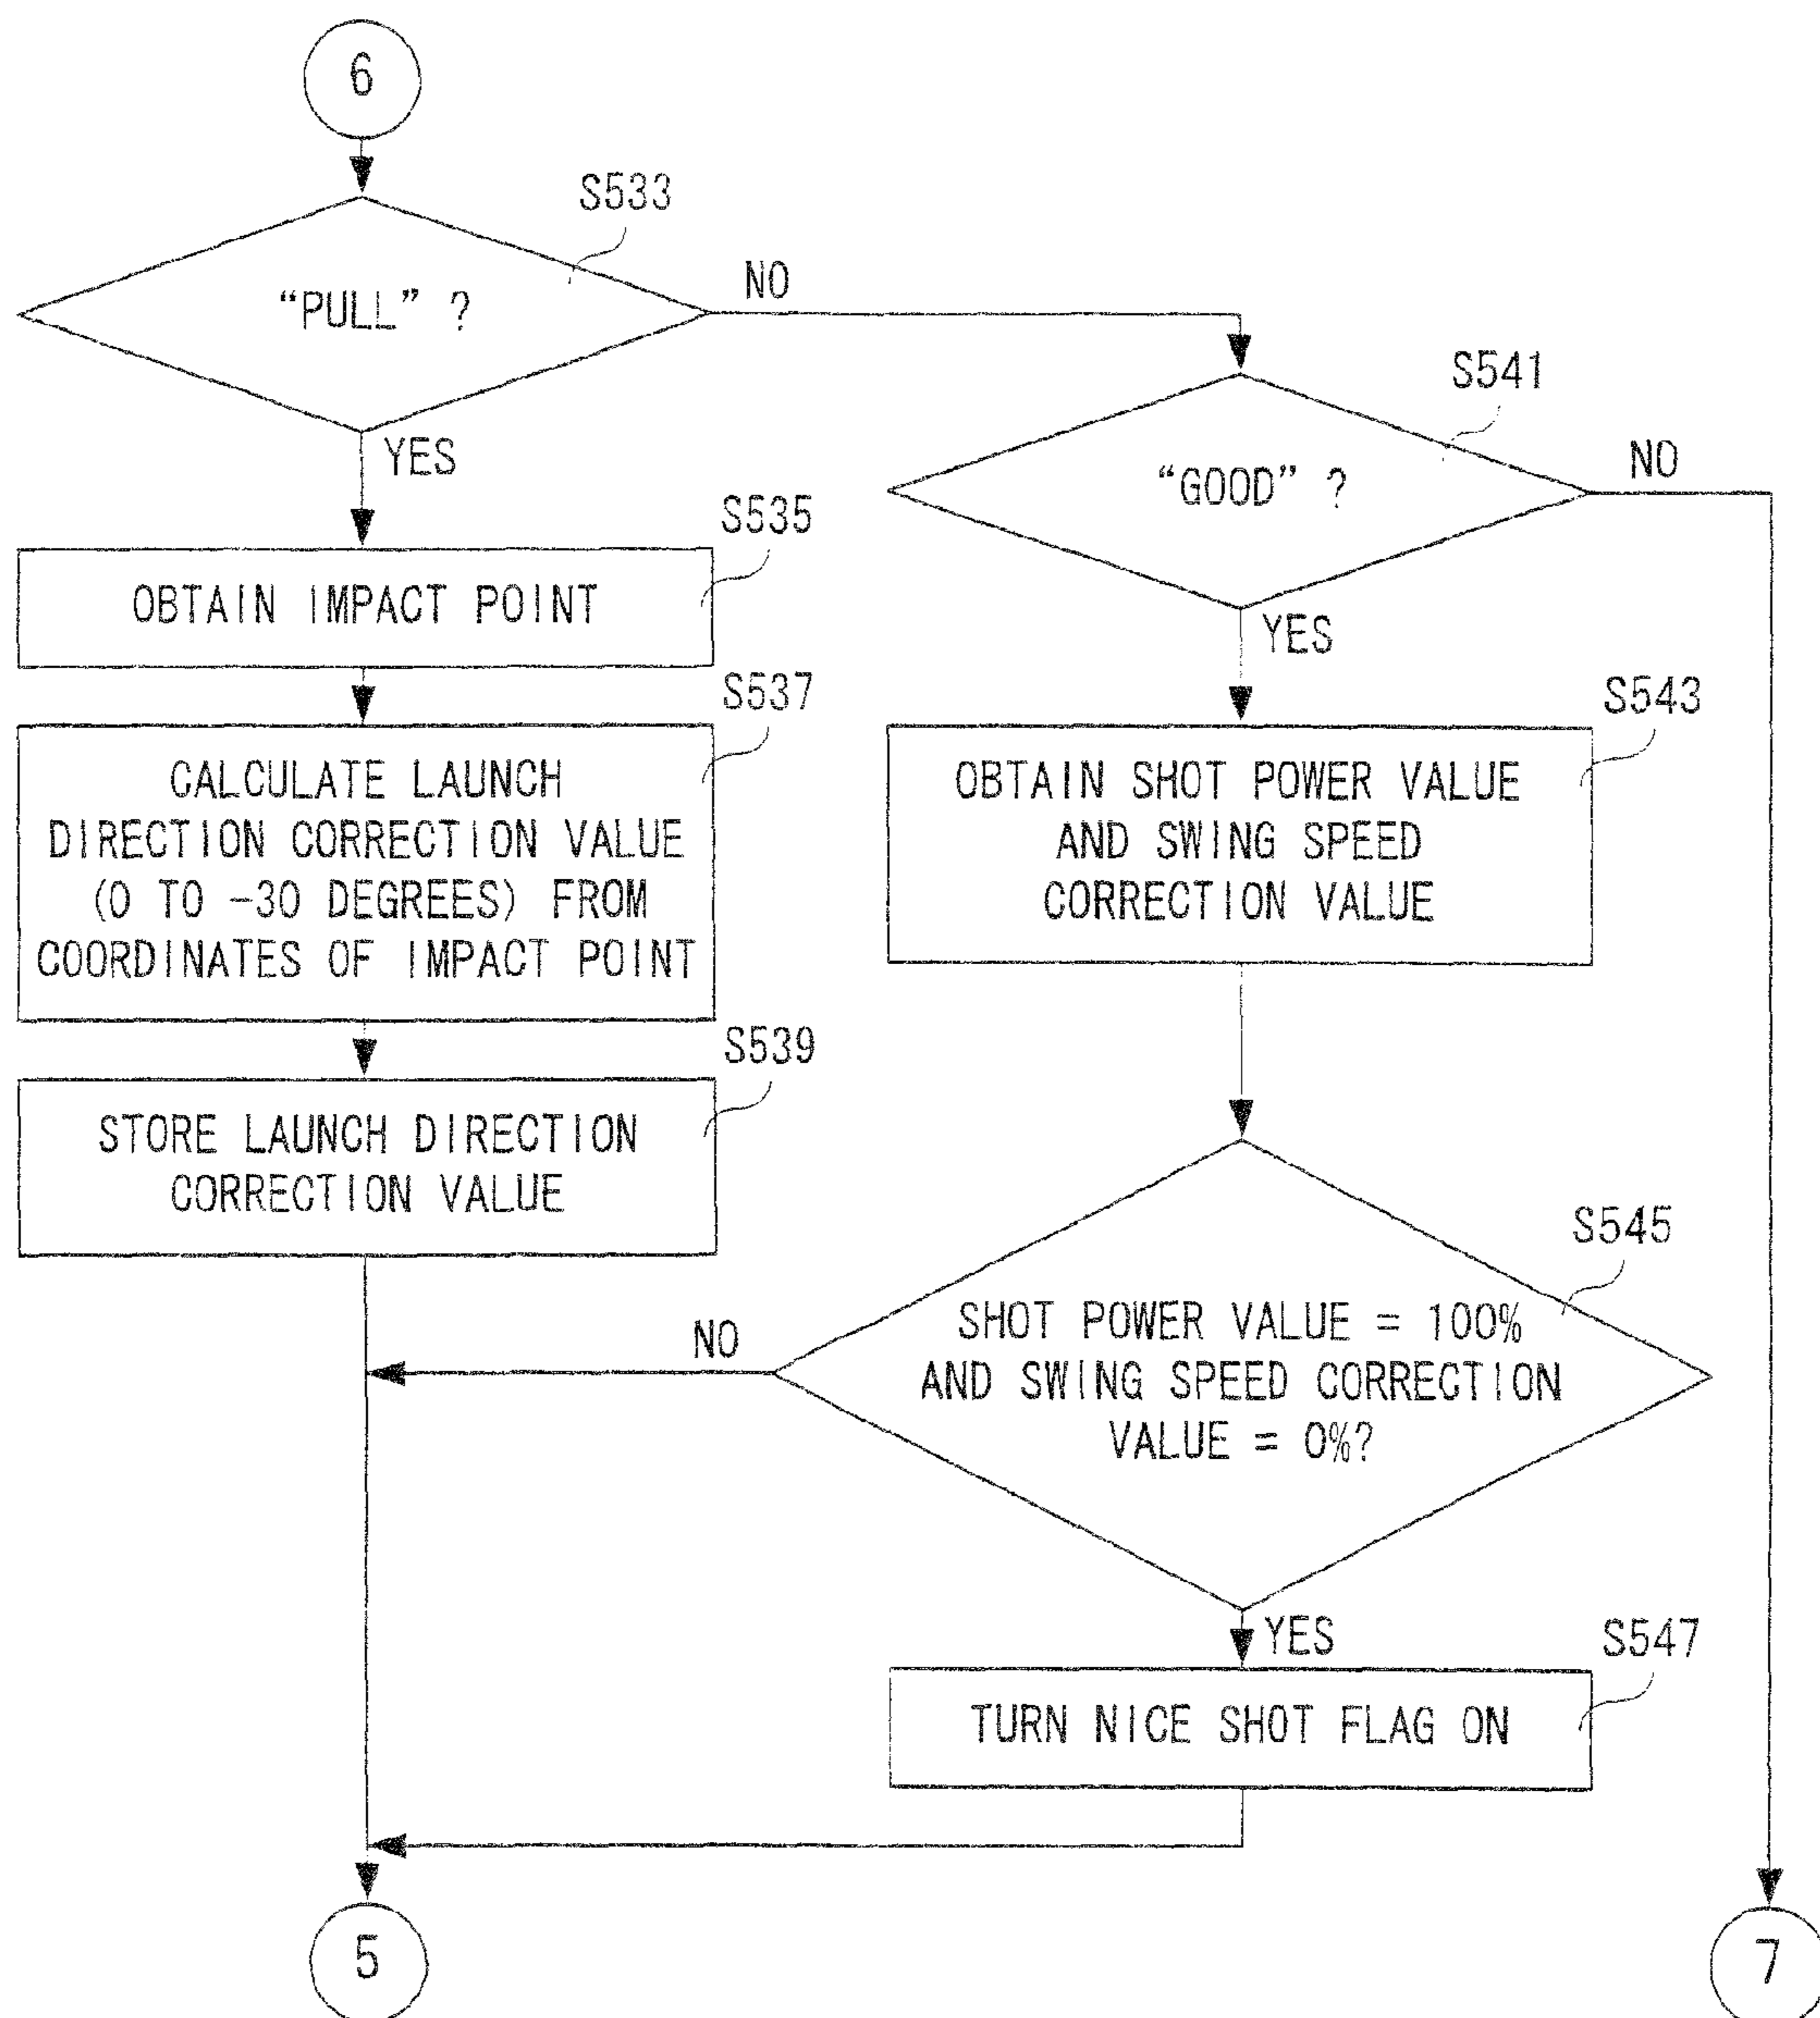 6
S533
“PULL” ?
NO
YES
S541
“GOOD” ?
NO
YES
S535
OBTAIN IMPACT POINT
S537
CALCULATE LAUNCH
DIRECTION CORRECTION VALUE
(0 TO -30 DEGREES) FROM
COORDINATES OF IMPACT POINT
S539
STORE LAUNCH DIRECTION
CORRECTION VALUE
S543
OBTAIN SHOT POWER VALUE
AND SWING SPEED
CORRECTION VALUE
S545
SHOT POWER VALUE = 100%
AND SWING SPEED CORRECTION
VALUE = 0%?
NO
YES
S547
TURN NICE SHOT FLAG ON
5
7